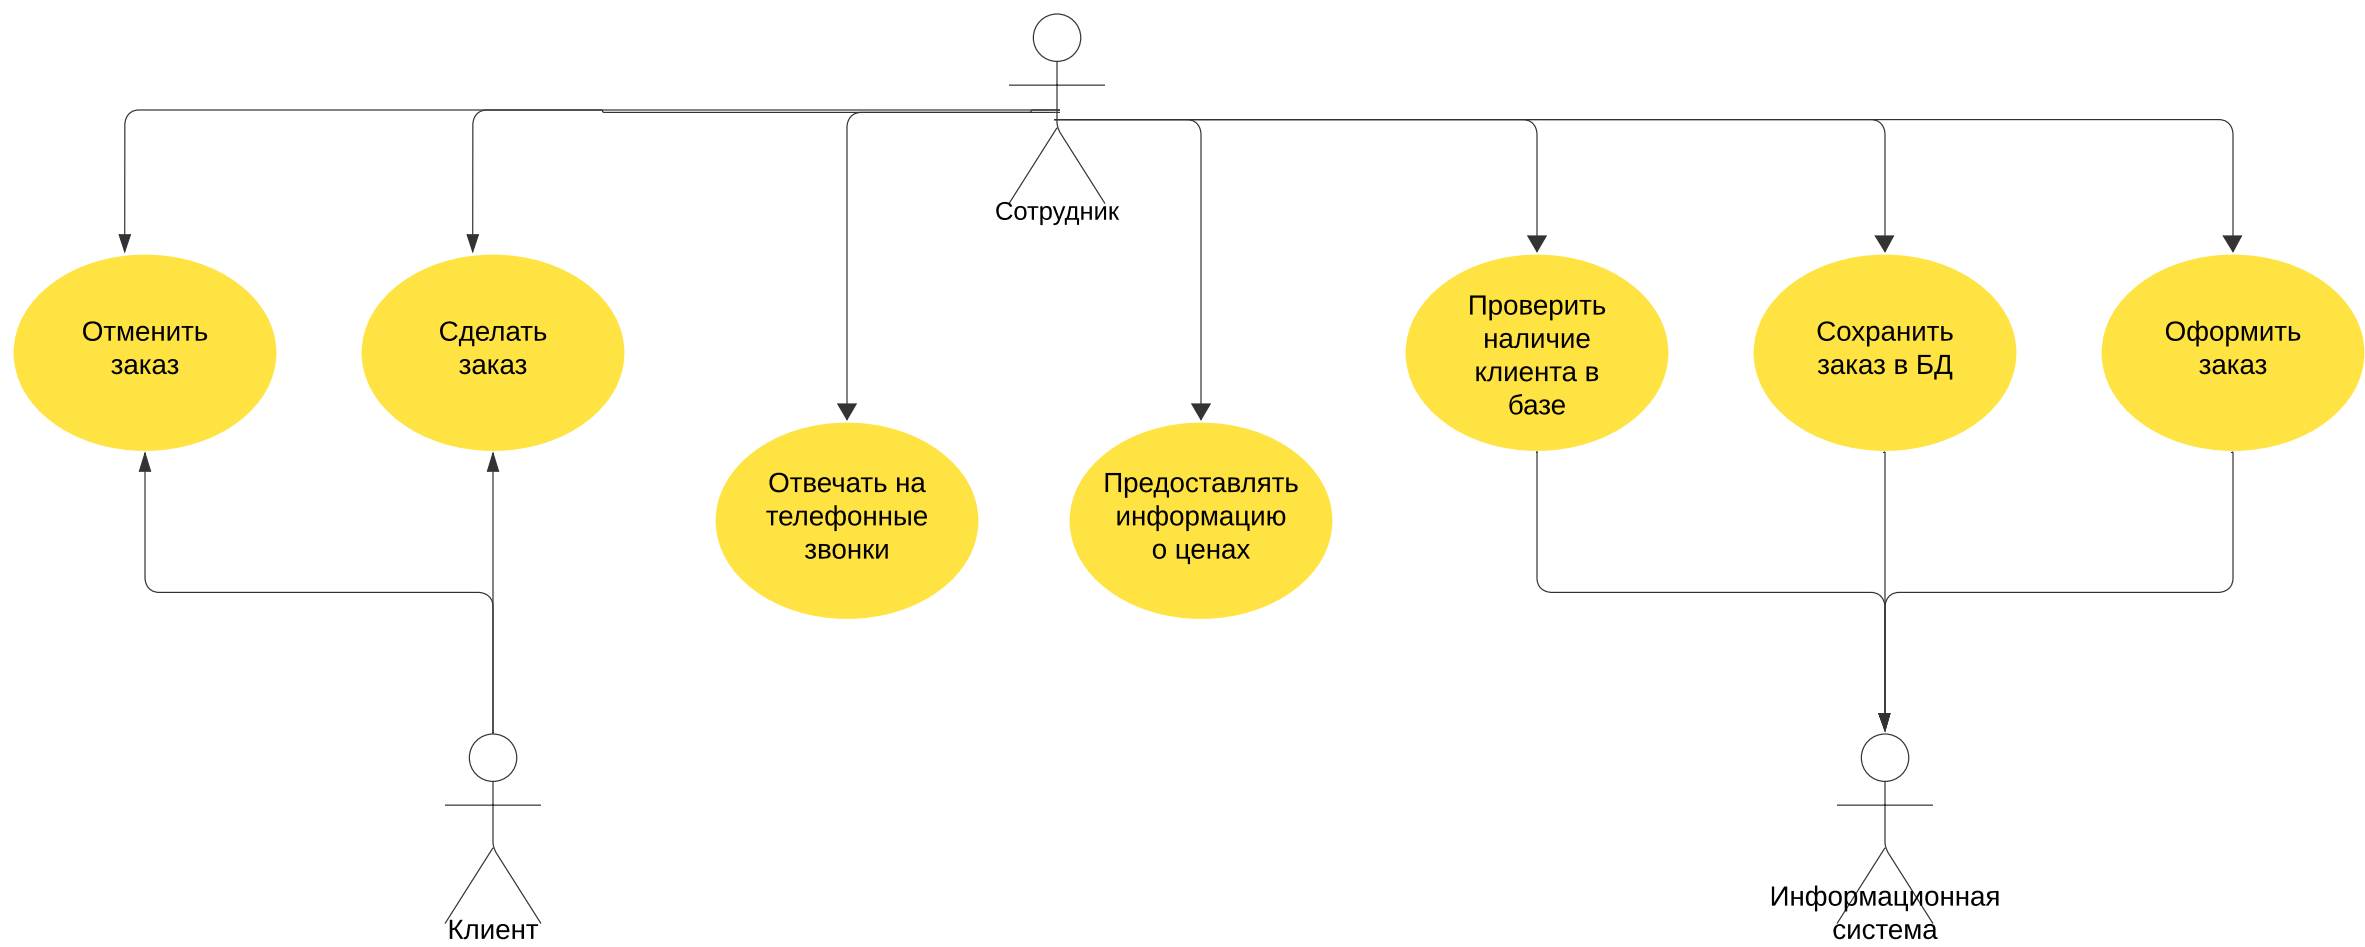 Сотрудник
Отменить
заказ
Сделать
заказ
Отвечать на
телефонные
звонки
Предоставлять
информацию
о ценах
Проверить
наличие
клиента в
базе
Сохранить
заказ в БД
Оформить
заказ
Клиент
Информационная
система